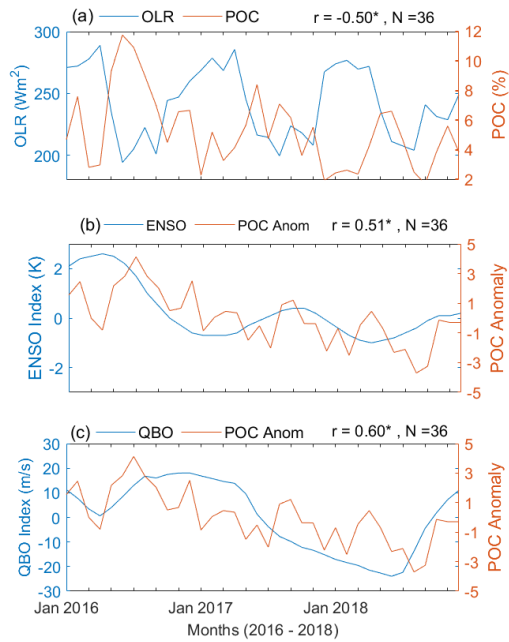 (a) OLR POC r = -0.50* , N =36
300
250
200
OLR (Wm²)
12
10
8
6
4
2
POC (%)
(b) ENSO POC Anom r = 0.51* , N =36
2
0
-2
ENSO Index (K)
5
3
1
-1
-3
-5
POC Anomaly
(c) QBO POC Anom r = 0.60* , N =36
30
20
10
0
-10
-20
-30
QBO Index (m/s)
5
3
1
-1
-3
-5
POC Anomaly
Jan 2016 Jan 2017 Jan 2018
Months (2016 - 2018)